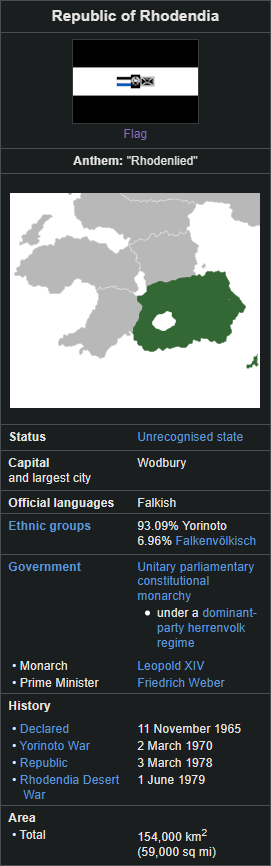 Republic of Rhodendia
Flag
Anthem: "Rhodenlied"
Status Unrecognised state
Capital Wodbury
and largest city
Official languages Falkish
Ethnic groups 93.09% Yorinoto
6.96% Falkenvölkisch
Government Unitary parliamentary
constitutional
monarchy
• under a dominant-
party herrenvolk
regime
• Monarch Leopold XIV
• Prime Minister Friedrich Weber
History
• Declared 11 November 1965
• Yorinoto War 2 March 1970
• Republic 3 March 1978
• Rhodendia Desert 1 June 1979
War
Area
• Total 154,000 km²
(59,000 sq mi)